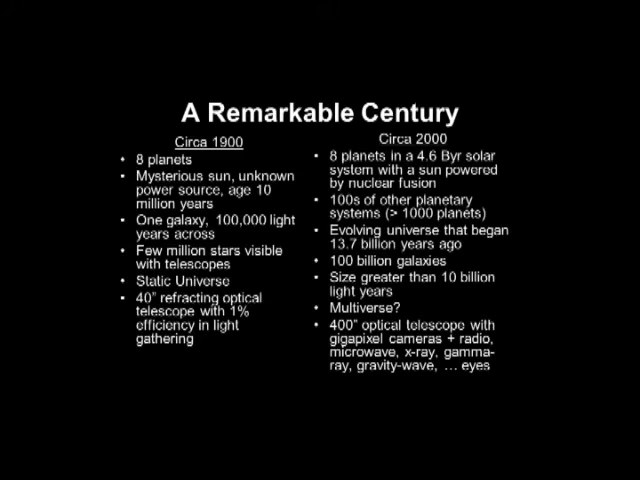 A Remarkable Century
Circa 1900
• 8 planets
• Mysterious sun, unknown
power source, age 10
million years
• One galaxy, 100,000 light
years across
• Few million stars visible
with telescopes
• Static Universe
• 40" refracting optical
telescope with 1%
efficiency in light
gathering
Circa 2000
• 8 planets in a 4.6 Byr solar
system with a sun powered
by nuclear fusion
• 100s of other planetary
systems (> 1000 planets)
• Evolving universe that began
13.7 billion years ago
• 100 billion galaxies
• Size greater than 10 billion
light years
• Multiverse?
• 400" optical telescope with
gigapixel cameras + radio,
microwave, x-ray, gamma-
ray, gravity-wave, … eyes